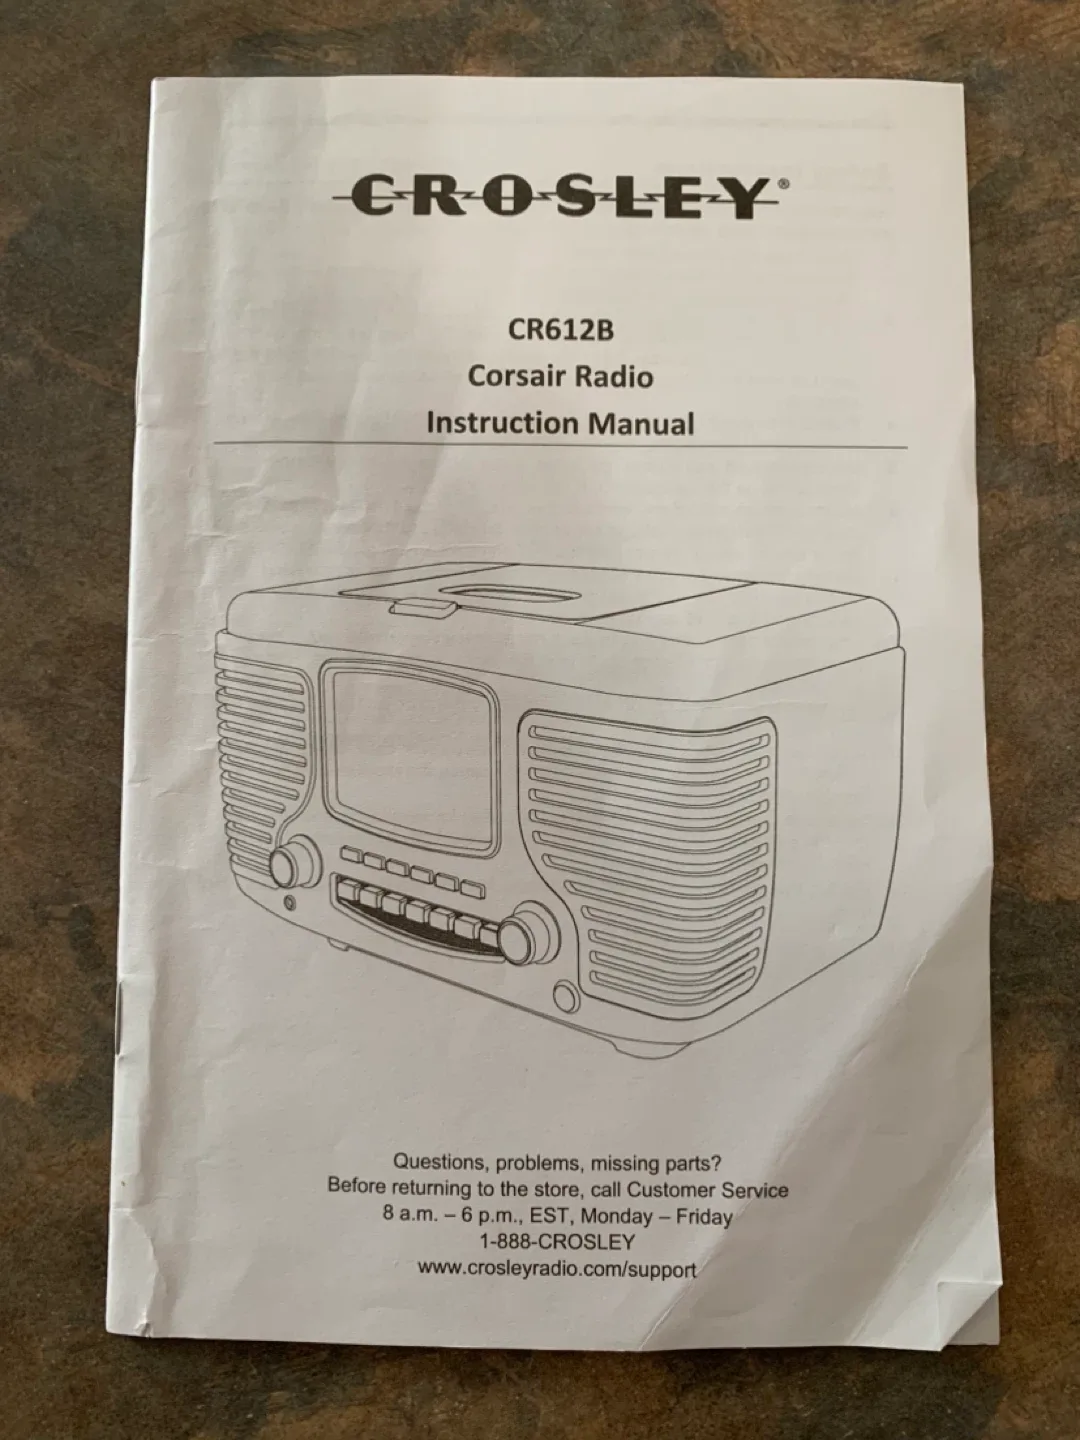 CROSLEY®
CR612B
Corsair Radio
Instruction Manual
Questions, problems, missing parts?
Before returning to the store, call Customer Service
8 a.m. – 6 p.m., EST, Monday – Friday
1-888-CROSLEY
www.crosleyradio.com/support